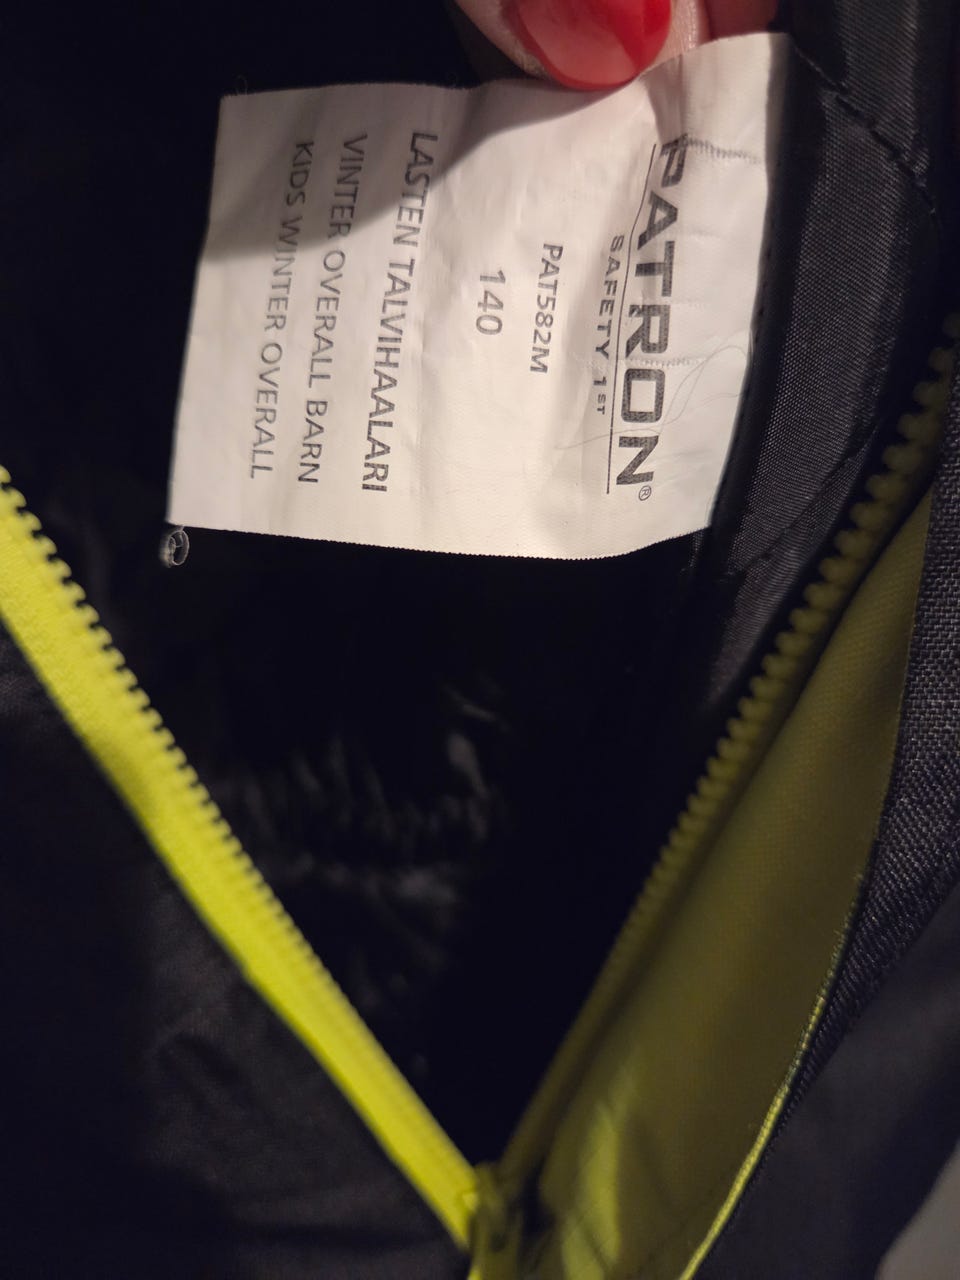 PATRON®
SAFETY 1ST
PAT582M
140
LASTEN TALVIHAALARI
VINTER OVERALL BARN
KIDS WINTER OVERALL